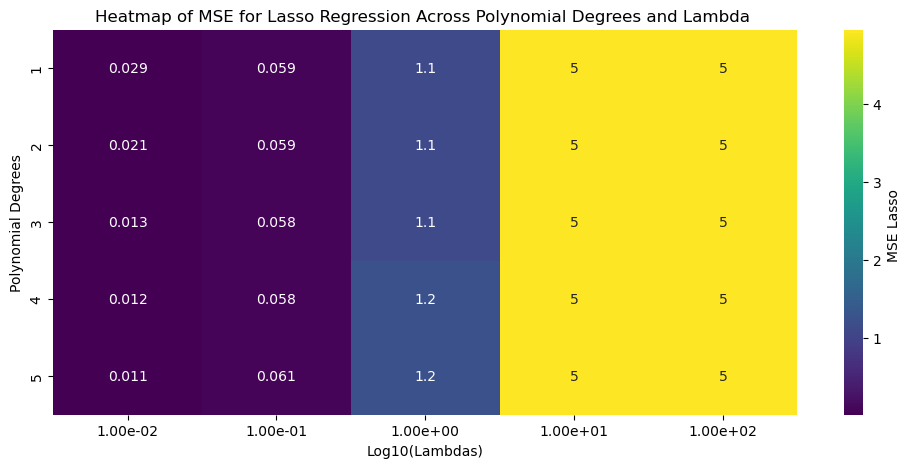 Heatmap of MSE for Lasso Regression Across Polynomial Degrees and Lambda
Polynomial Degrees
1 0.029 0.059 1.1 5 5
2 0.021 0.059 1.1 5 5
3 0.013 0.058 1.1 5 5
4 0.012 0.058 1.2 5 5
5 0.011 0.061 1.2 5 5
1.00e-02 1.00e-01 1.00e+00 1.00e+01 1.00e+02
Log10(Lambdas)
4
3
2
1
MSE Lasso